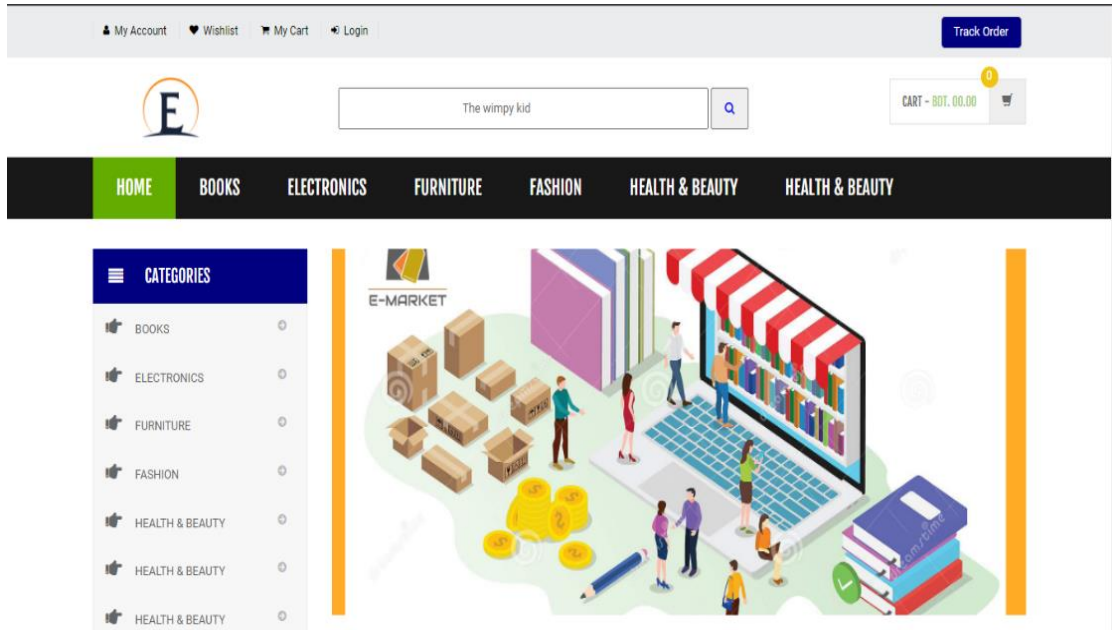 My Account Wishlist My Cart Login Track Order
E
The wimpy kid
0
CART - BDT. 00.00
HOME BOOKS ELECTRONICS FURNITURE FASHION HEALTH & BEAUTY HEALTH & BEAUTY
CATEGORIES
BOOKS
ELECTRONICS
FURNITURE
FASHION
HEALTH & BEAUTY
HEALTH & BEAUTY
HEALTH & BEAUTY
E-MARKET